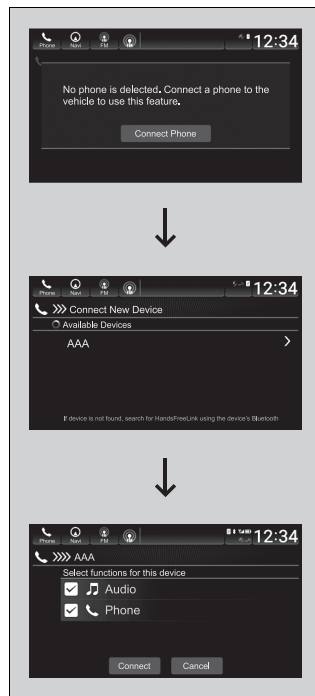 Phone Navi FM 12:34
No phone is delected. Connect a phone to the
vehicle to use this feature.
Connect Phone
Phone Navi FM 12:34
Connect New Device
Available Devices
AAA
If device is not found, search for HandsFreeLink using the device's Bluetooth
Phone Navi FM 12:34
AAA
Select functions for this device
Audio
Phone
Connect Cancel